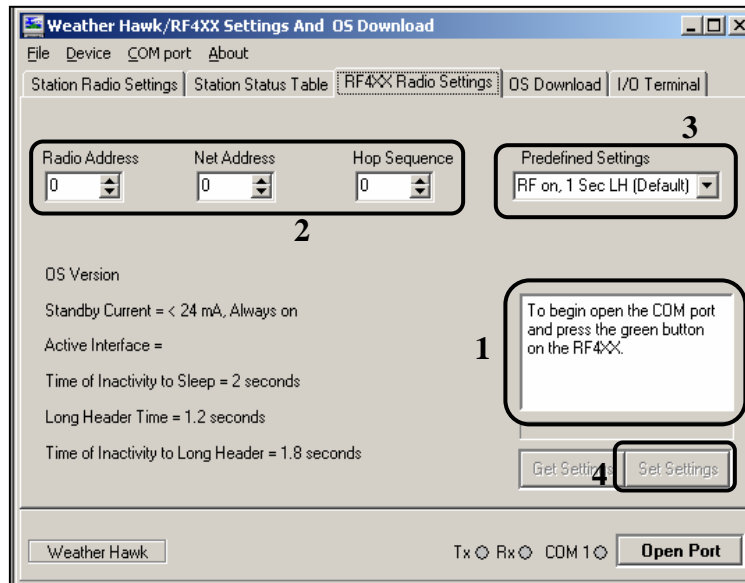 Weather Hawk/RF4XX Settings And OS Download
File Device COM port About
Station Radio Settings Station Status Table RF4XX Radio Settings OS Download I/O Terminal
3
Radio Address Net Address Hop Sequence Predefined Settings
0 0 0 RF on, 1 Sec LH (Default)
2
OS Version
Standby Current = < 24 mA, Always on
Active Interface =
Time of Inactivity to Sleep = 2 seconds
Long Header Time = 1.2 seconds
Time of Inactivity to Long Header = 1.8 seconds
1
To begin open the COM port
and press the green button
on the RF4XX.
Get Settings 4 Set Settings
Weather Hawk Tx Rx COM 1 Open Port